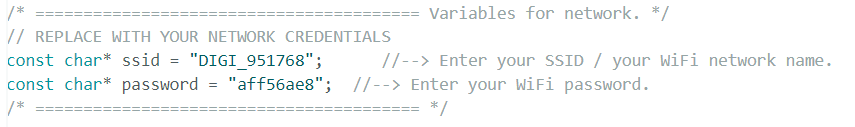 /* ====================================== Variables for network. */
// REPLACE WITH YOUR NETWORK CREDENTIALS
const char* ssid = "DIGI_951768";      //--> Enter your SSID / your WiFi network name.
const char* password = "aff56ae8";  //--> Enter your WiFi password.
/* ====================================== */